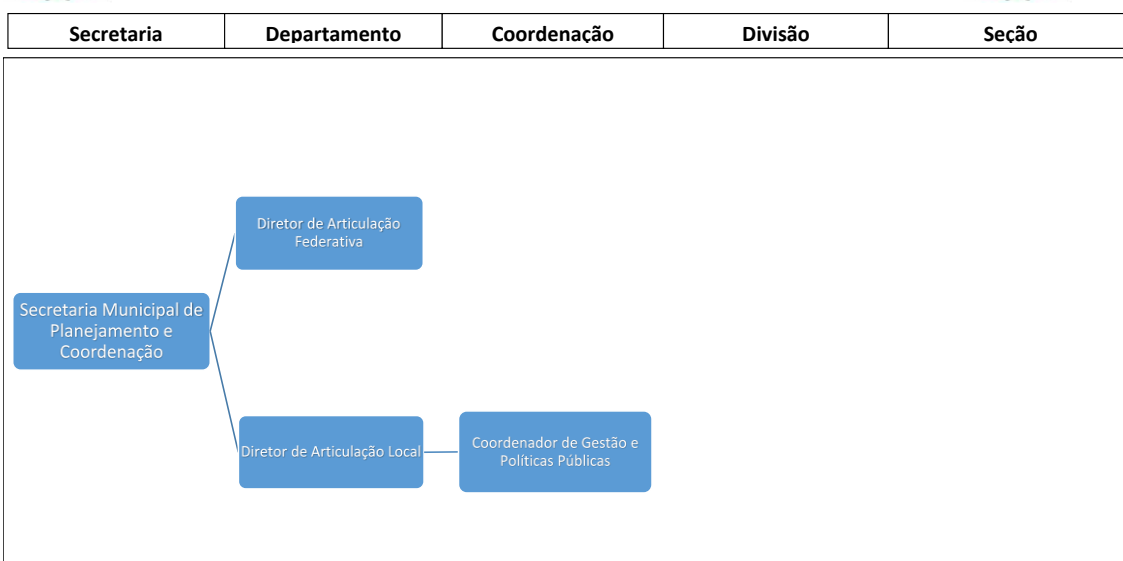 Secretaria Departamento Coordenação Divisão Seção
Diretor de Articulação
Federativa
Secretaria Municipal de
Planejamento e
Coordenação
Diretor de Articulação Local
Coordenador de Gestão e
Políticas Públicas